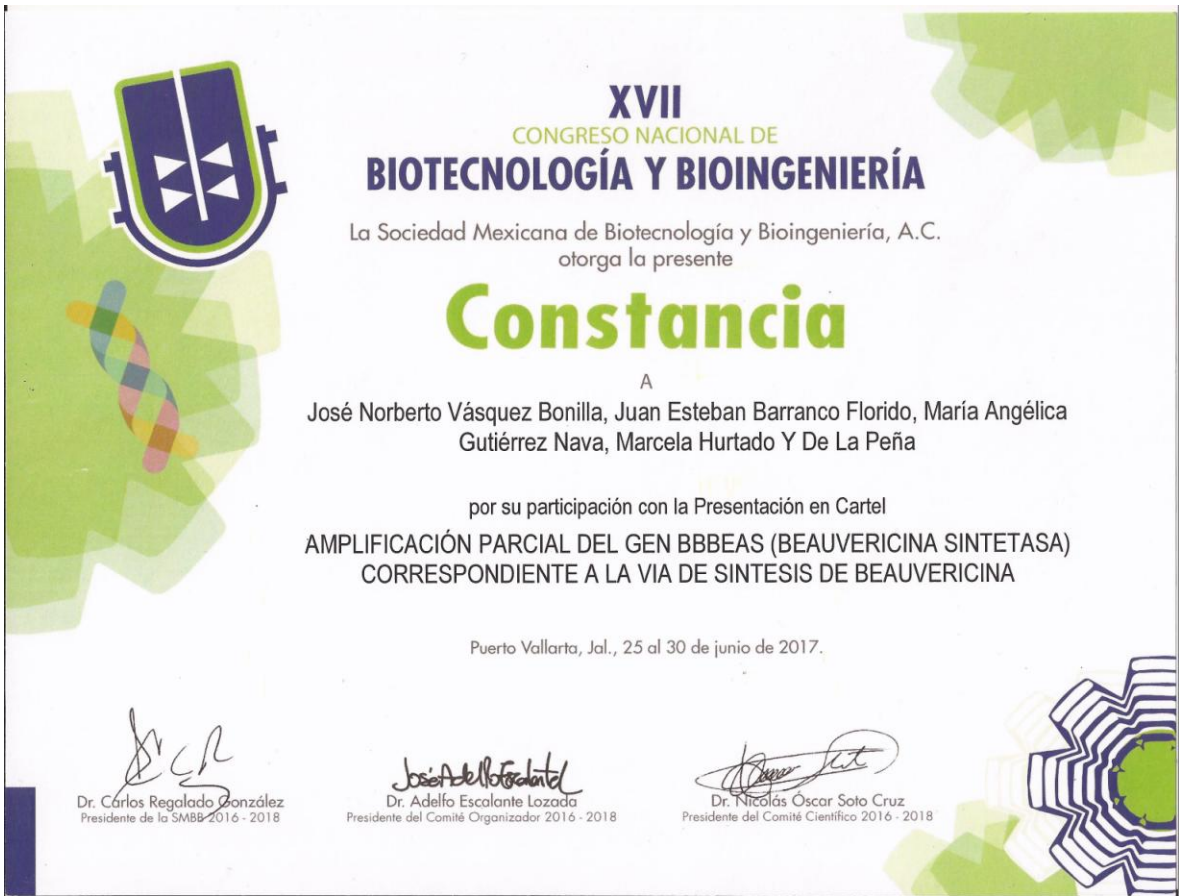 XVII
CONGRESO NACIONAL DE
BIOTECNOLOGÍA Y BIOINGENIERÍA
La Sociedad Mexicana de Biotecnología y Bioingeniería, A.C.
otorga la presente
Constancia
A
José Norberto Vásquez Bonilla, Juan Esteban Barranco Florido, María Angélica
Gutiérrez Nava, Marcela Hurtado Y De La Peña
por su participación con la Presentación en Cartel
AMPLIFICACIÓN PARCIAL DEL GEN BBBEAS (BEAUVERICINA SINTETASA)
CORRESPONDIENTE A LA VIA DE SINTESIS DE BEAUVERICINA
Puerto Vallarta, Jal., 25 al 30 de junio de 2017.
José Adelfo Escalante L
Dr. Carlos Regalado González
Presidente de la SMBB 2016 - 2018
Dr. Adelfo Escalante Lozada
Presidente del Comité Organizador 2016 - 2018
Dr. Nicolás Óscar Soto Cruz
Presidente del Comité Científico 2016 - 2018